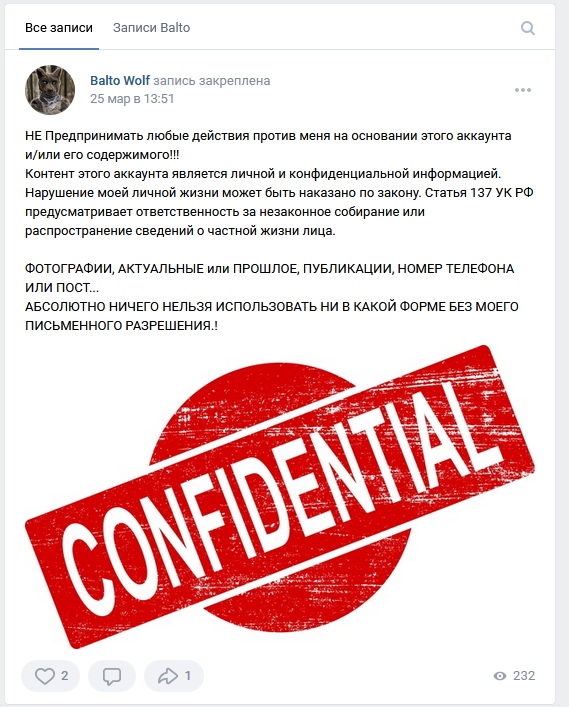 Все записи Записи Balto
Balto Wolf запись закреплена
25 мар в 13:51
НЕ Предпринимать любые действия против меня на основании этого аккаунта
и/или его содержимого!!!
Контент этого аккаунта является личной и конфиденциальной информацией.
Нарушение моей личной жизни может быть наказано по закону. Статья 137 УК РФ
предусматривает ответственность за незаконное собирание или
распространение сведений о частной жизни лица.
ФОТОГРАФИИ, АКТУАЛЬНЫЕ или ПРОШЛОЕ, ПУБЛИКАЦИИ, НОМЕР ТЕЛЕФОНА
ИЛИ ПОСТ...
АБСОЛЮТНО НИЧЕГО НЕЛЬЗЯ ИСПОЛЬЗОВАТЬ НИ В КАКОЙ ФОРМЕ БЕЗ МОЕГО
ПИСЬМЕННОГО РАЗРЕШЕНИЯ.!
CONFIDENTIAL
2 1 232